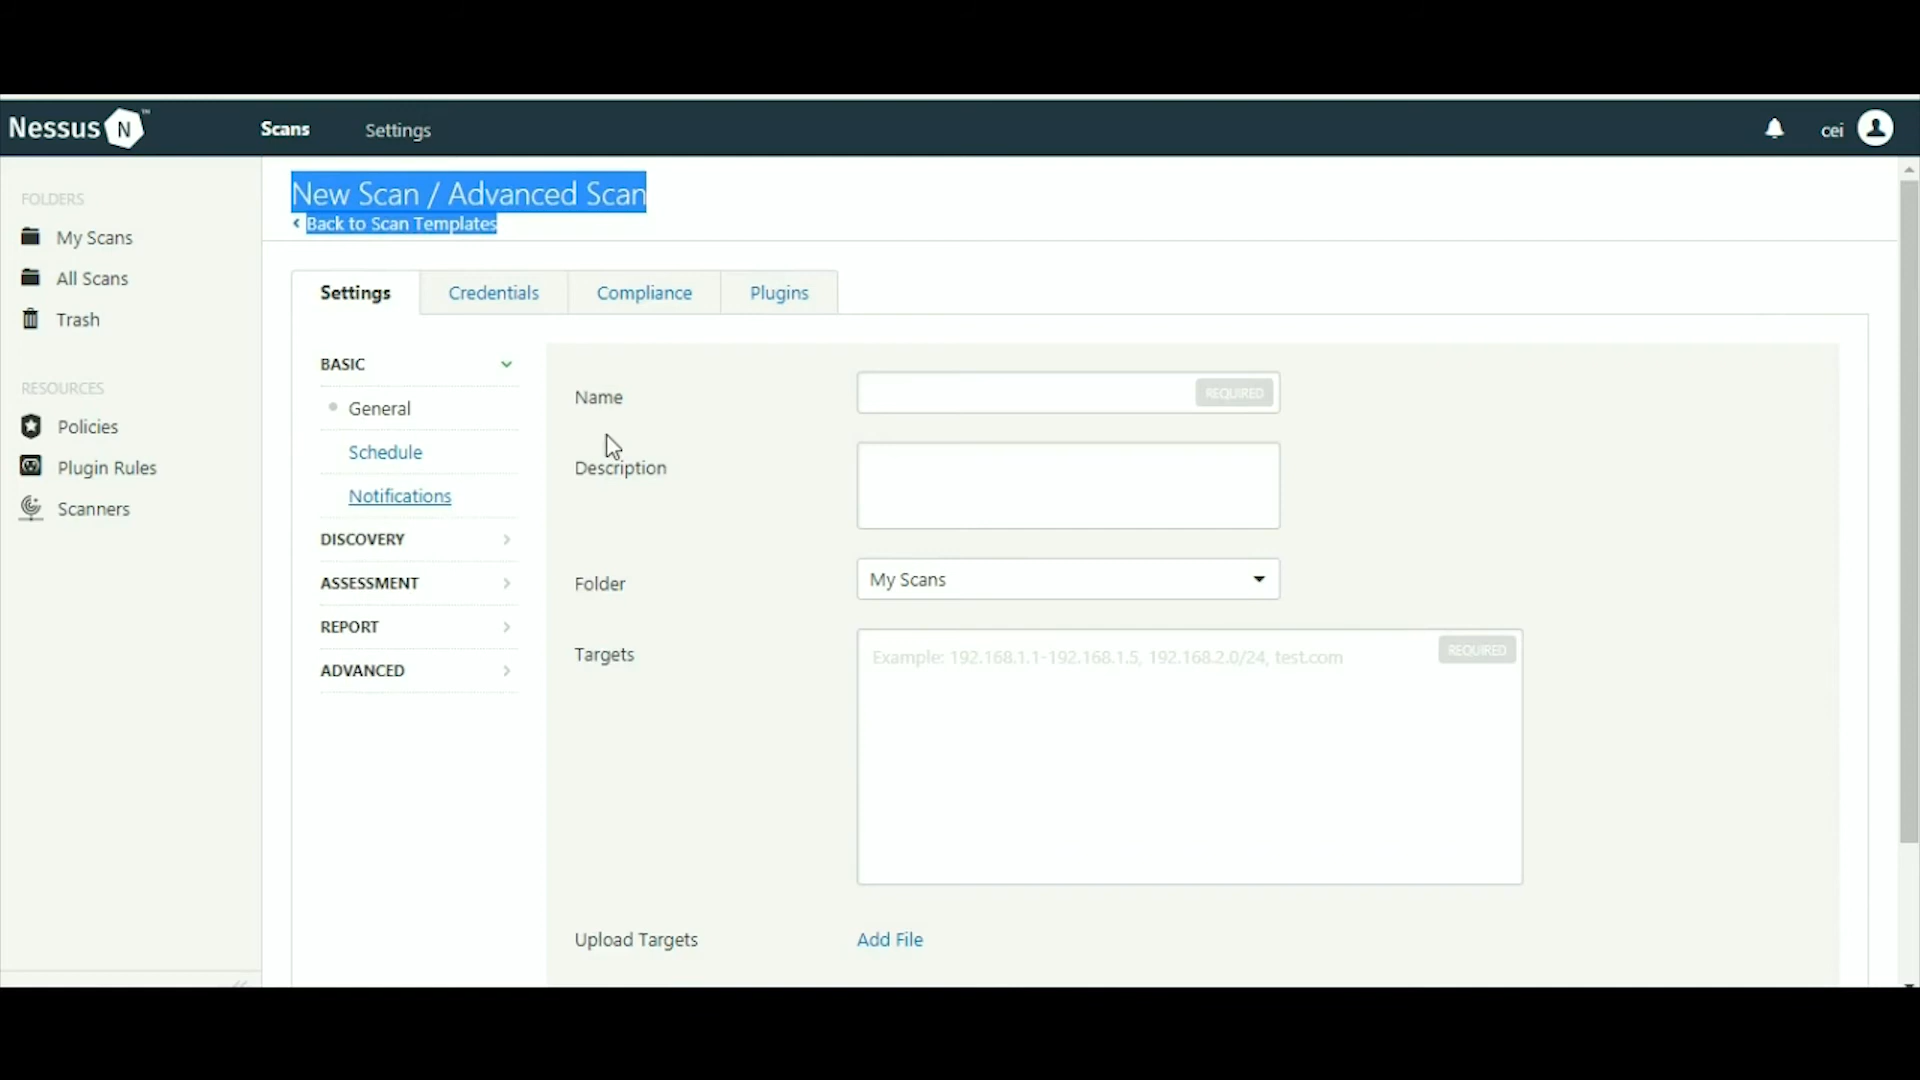 Nessus N ™
Scans
Settings
cei
FOLDERS
My Scans
All Scans
Trash
RESOURCES
Policies
Plugin Rules
Scanners
New Scan / Advanced Scan
Back to Scan Templates
Settings
Credentials
Compliance
Plugins
BASIC
General
Schedule
Notifications
DISCOVERY
ASSESSMENT
REPORT
ADVANCED
Name
REQUIRED
Description
Folder
My Scans
Targets
Example: 192.168.1.1-192.168.1.5, 192.168.2.0/24, test.com
REQUIRED
Upload Targets
Add File